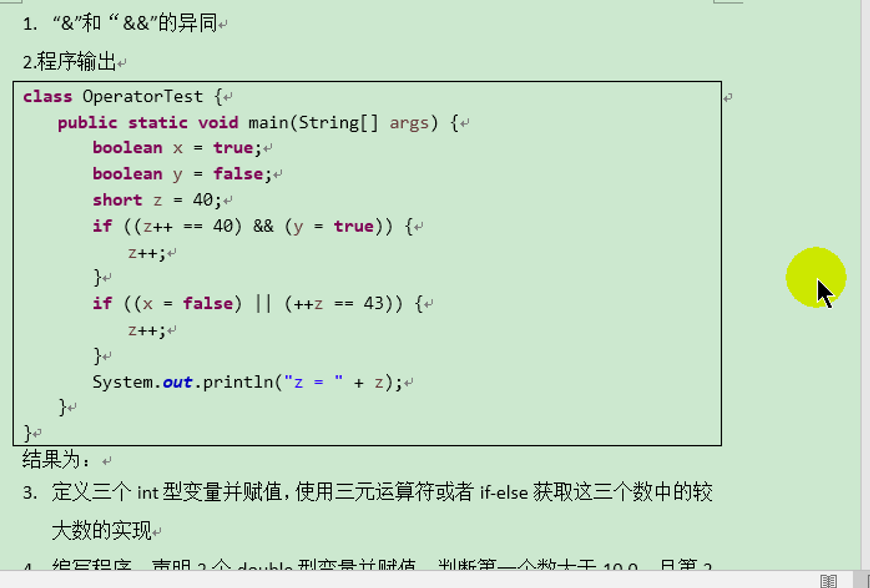 1. “&”和“&&”的异同
2.程序输出
class OperatorTest {
public static void main(String[] args) {
boolean x = true;
boolean y = false;
short z = 40;
if ((z++ == 40) && (y = true)) {
z++;
}
if ((x = false) || (++z == 43)) {
z++;
}
System.out.println("z = " + z);
}
}
结果为：
3. 定义三个 int 型变量并赋值，使用三元运算符或者 if-else 获取这三个数中的较
大数的实现
4. 编写程序，声明 2 个 double 型变量并赋值。判断第一个数大于 10.0，且第 2